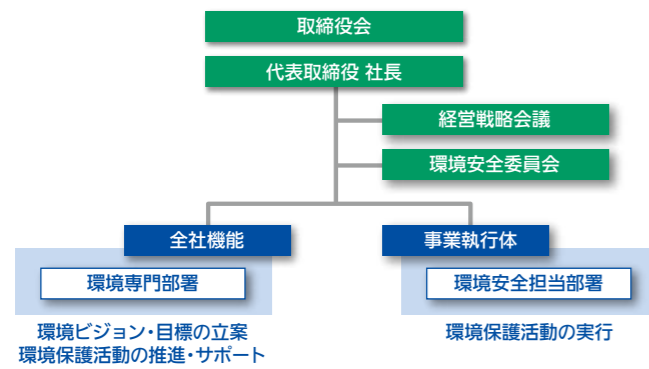 取締役会
代表取締役 社長
経営戦略会議
環境安全委員会
全社機能
事業執行体
環境専門部署
環境安全担当部署
環境ビジョン・目標の立案
環境保護活動の推進・サポート
環境保護活動の実行